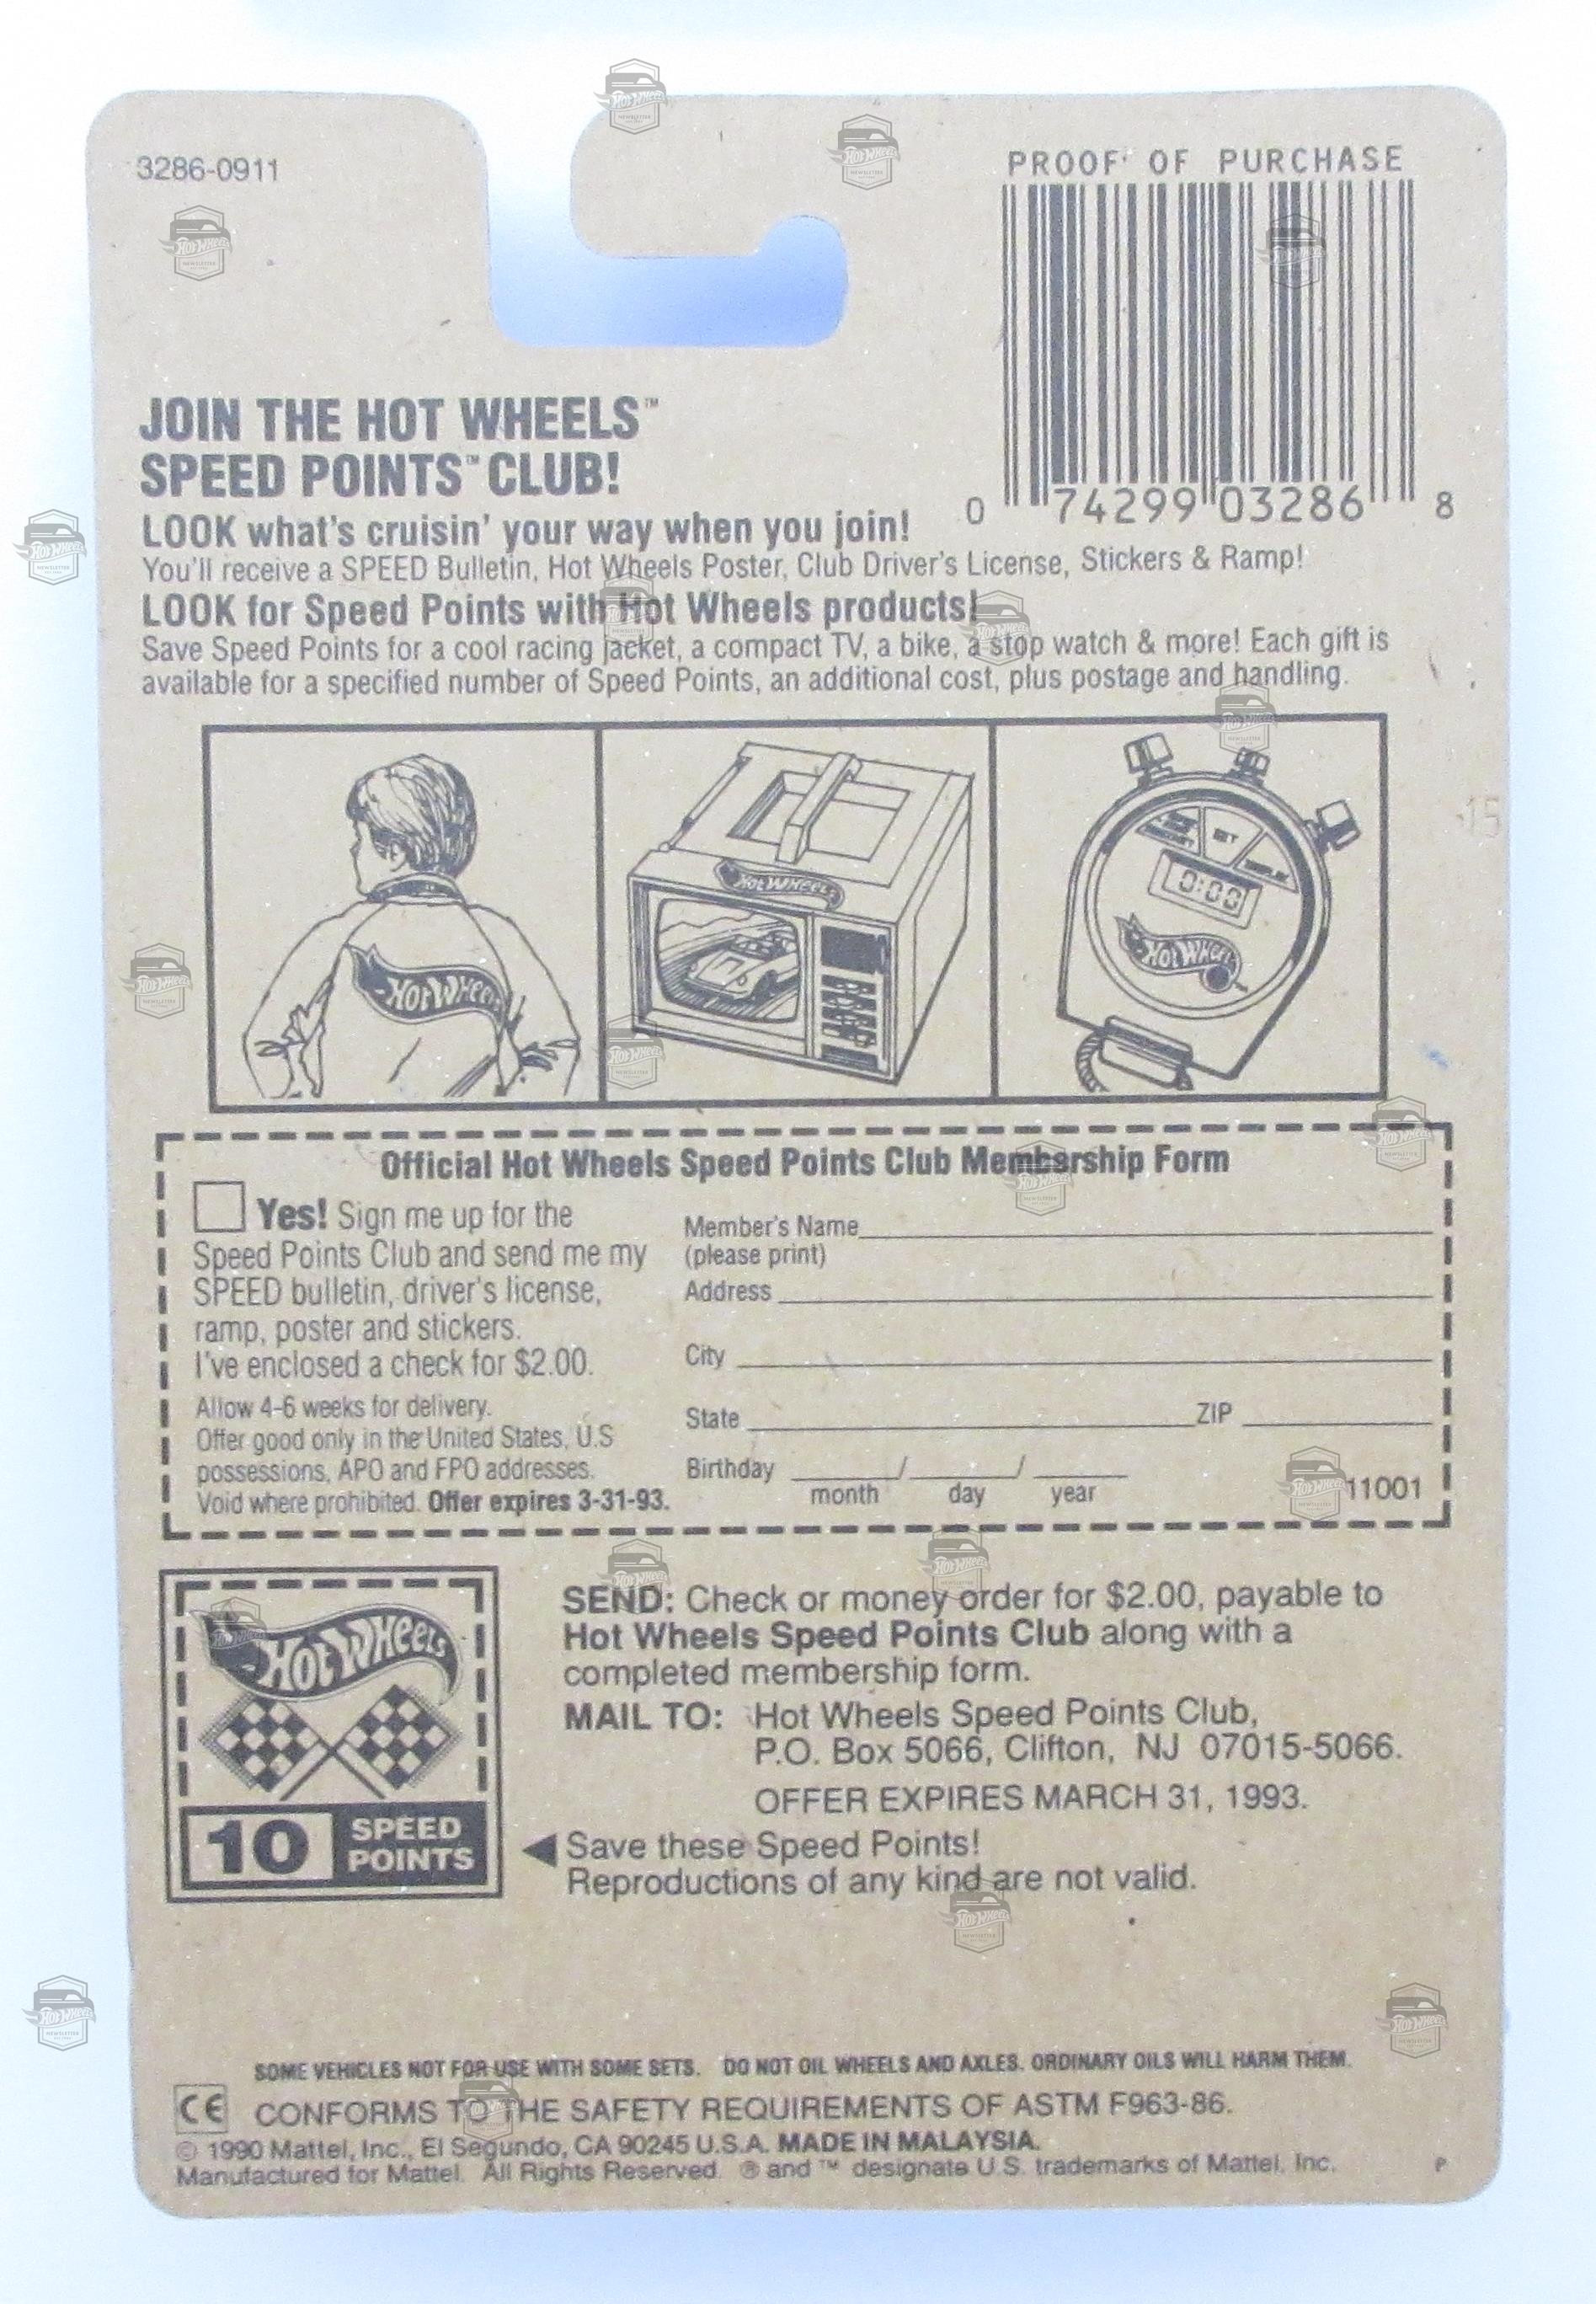 3286-0911
PROOF OF PURCHASE
0 74299 03286 8
JOIN THE HOT WHEELS™
SPEED POINTS™ CLUB!
LOOK what's cruisin' your way when you join!
You'll receive a SPEED Bulletin, Hot Wheels Poster, Club Driver's License, Stickers & Ramp!
LOOK for Speed Points with Hot Wheels products!
Save Speed Points for a cool racing jacket, a compact TV, a bike, a stop watch & more! Each gift is
available for a specified number of Speed Points, an additional cost, plus postage and handling.
15
HOT WHEELS
HOT WHEELS
SET
0:00
HOT WHEELS
Official Hot Wheels Speed Points Club Membership Form
Yes! Sign me up for the
Speed Points Club and send me my
SPEED bulletin, driver's license,
ramp, poster and stickers.
I've enclosed a check for $2.00.
Allow 4-6 weeks for delivery.
Offer good only in the United States, U.S
possessions, APO and FPO addresses.
Void where prohibited. Offer expires 3-31-93.
Member's Name
(please print)
Address
City
State ZIP
Birthday / /
month day year
11001
HOT WHEELS
10 SPEED
POINTS
SEND: Check or money order for $2.00, payable to
Hot Wheels Speed Points Club along with a
completed membership form.
MAIL TO: Hot Wheels Speed Points Club,
P.O. Box 5066, Clifton, NJ 07015-5066.
OFFER EXPIRES MARCH 31, 1993.
Save these Speed Points!
Reproductions of any kind are not valid.
SOME VEHICLES NOT FOR USE WITH SOME SETS. DO NOT OIL WHEELS AND AXLES. ORDINARY OILS WILL HARM THEM.
CE CONFORMS TO THE SAFETY REQUIREMENTS OF ASTM F963-86.
© 1990 Mattel, Inc., El Segundo, CA 90245 U.S.A. MADE IN MALAYSIA.
Manufactured for Mattel. All Rights Reserved. ® and ™ designate U.S. trademarks of Mattel, Inc. P